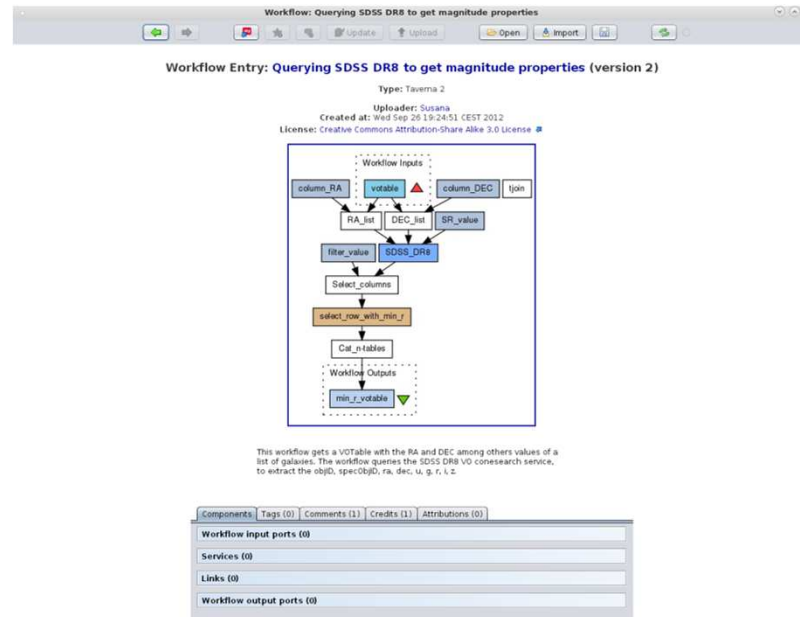 Workflow: Querying SDSS DR8 to get magnitude properties
Update Upload Open Import
Workflow Entry: Querying SDSS DR8 to get magnitude properties (version 2)
Type: Taverna 2
Uploader: Susana
Created at: Wed Sep 26 19:24:51 CEST 2012
License: Creative Commons Attribution-Share Alike 3.0 License
Workflow Inputs
column_RA votable column_DEC tjoin
RA_list DEC_list SR_value
filter_value SDSS_DR8
Select_columns
select_row_with_min_r
Cat_n-tables
Workflow Outputs
min_r_votable
This workflow gets a VOTable with the RA and DEC among others values of a
list of galaxies. The workflow queries the SDSS DR8 VO conesearch service,
to extract the objID, specObjID, ra, dec, u, g, r, i, z.
Components Tags (0) Comments (1) Credits (1) Attributions (0)
Workflow input ports (0)
Services (0)
Links (0)
Workflow output ports (0)